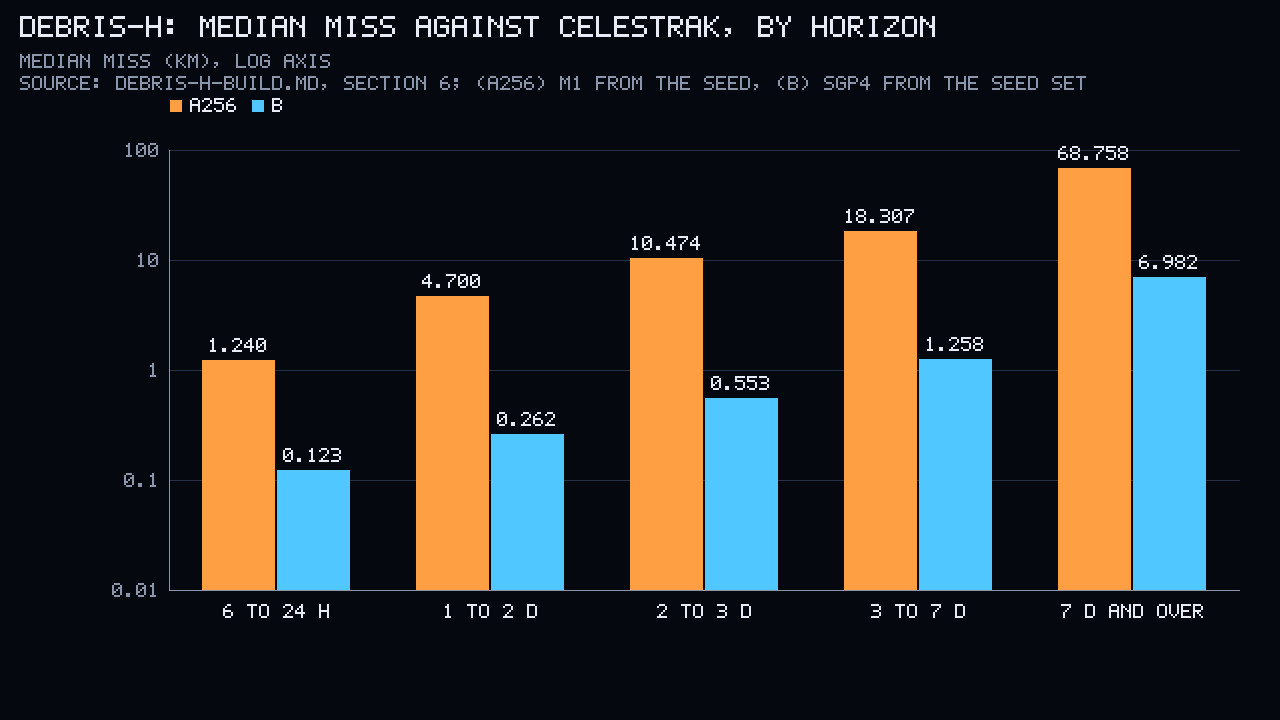 DEBRIS-H: MEDIAN MISS AGAINST CELESTRAK, BY HORIZON
MEDIAN MISS (KM), LOG AXIS
SOURCE: DEBRIS-H-BUILD.MD, SECTION 6; (A256) M1 FROM THE SEED, (B) SGP4 FROM THE SEED SET
A256 B
100
10
1
0.1
0.01
1.240
0.123
4.700
0.262
10.474
0.553
18.307
1.258
68.758
6.982
6 TO 24 H
1 TO 2 D
2 TO 3 D
3 TO 7 D
7 D AND OVER